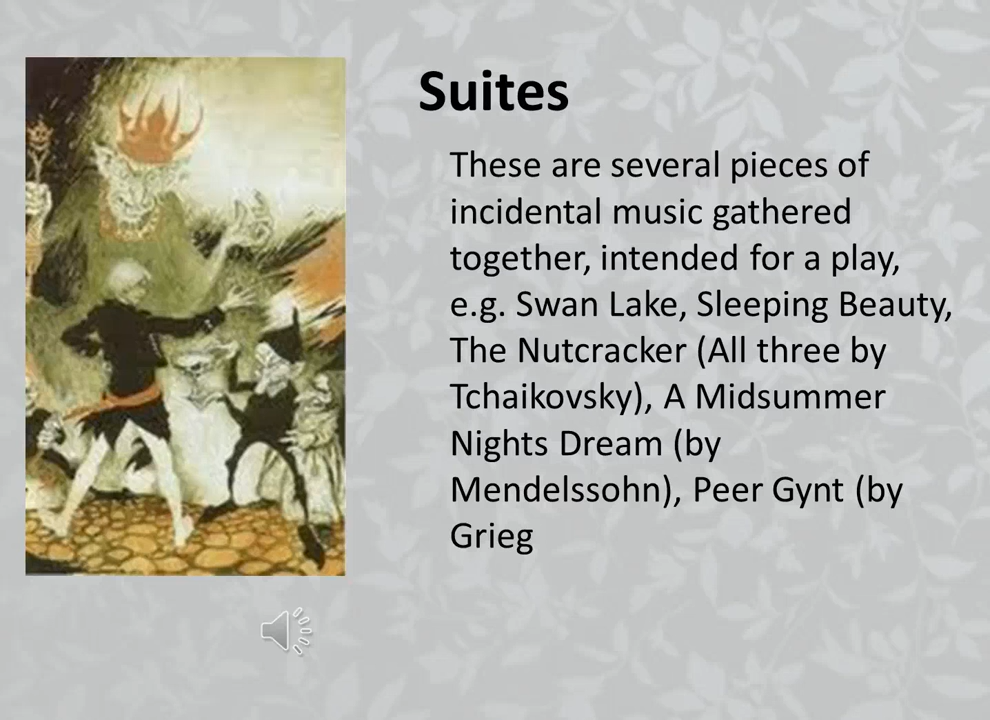 Suites
These are several pieces of
incidental music gathered
together, intended for a play,
e.g. Swan Lake, Sleeping Beauty,
The Nutcracker (All three by
Tchaikovsky), A Midsummer
Nights Dream (by
Mendelssohn), Peer Gynt (by
Grieg